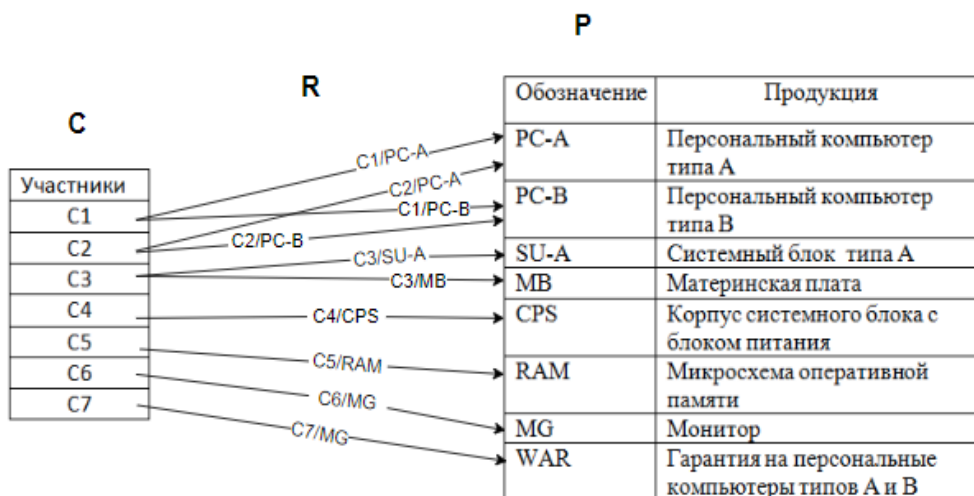 P
R
C
Участники
C1
C2
C3
C4
C5
C6
C7
C1/PC-A
C2/PC-A
C1/PC-B
C2/PC-B
C3/SU-A
C3/MB
C4/CPS
C5/RAM
C6/MG
C7/MG
Обозначение Продукция
PC-A Персональный компьютер
типа А
PC-B Персональный компьютер
типа В
SU-A Системный блок типа А
MB Материнская плата
CPS Корпус системного блока с
блоком питания
RAM Микросхема оперативной
памяти
MG Монитор
WAR Гарантия на персональные
компьютеры типов А и В